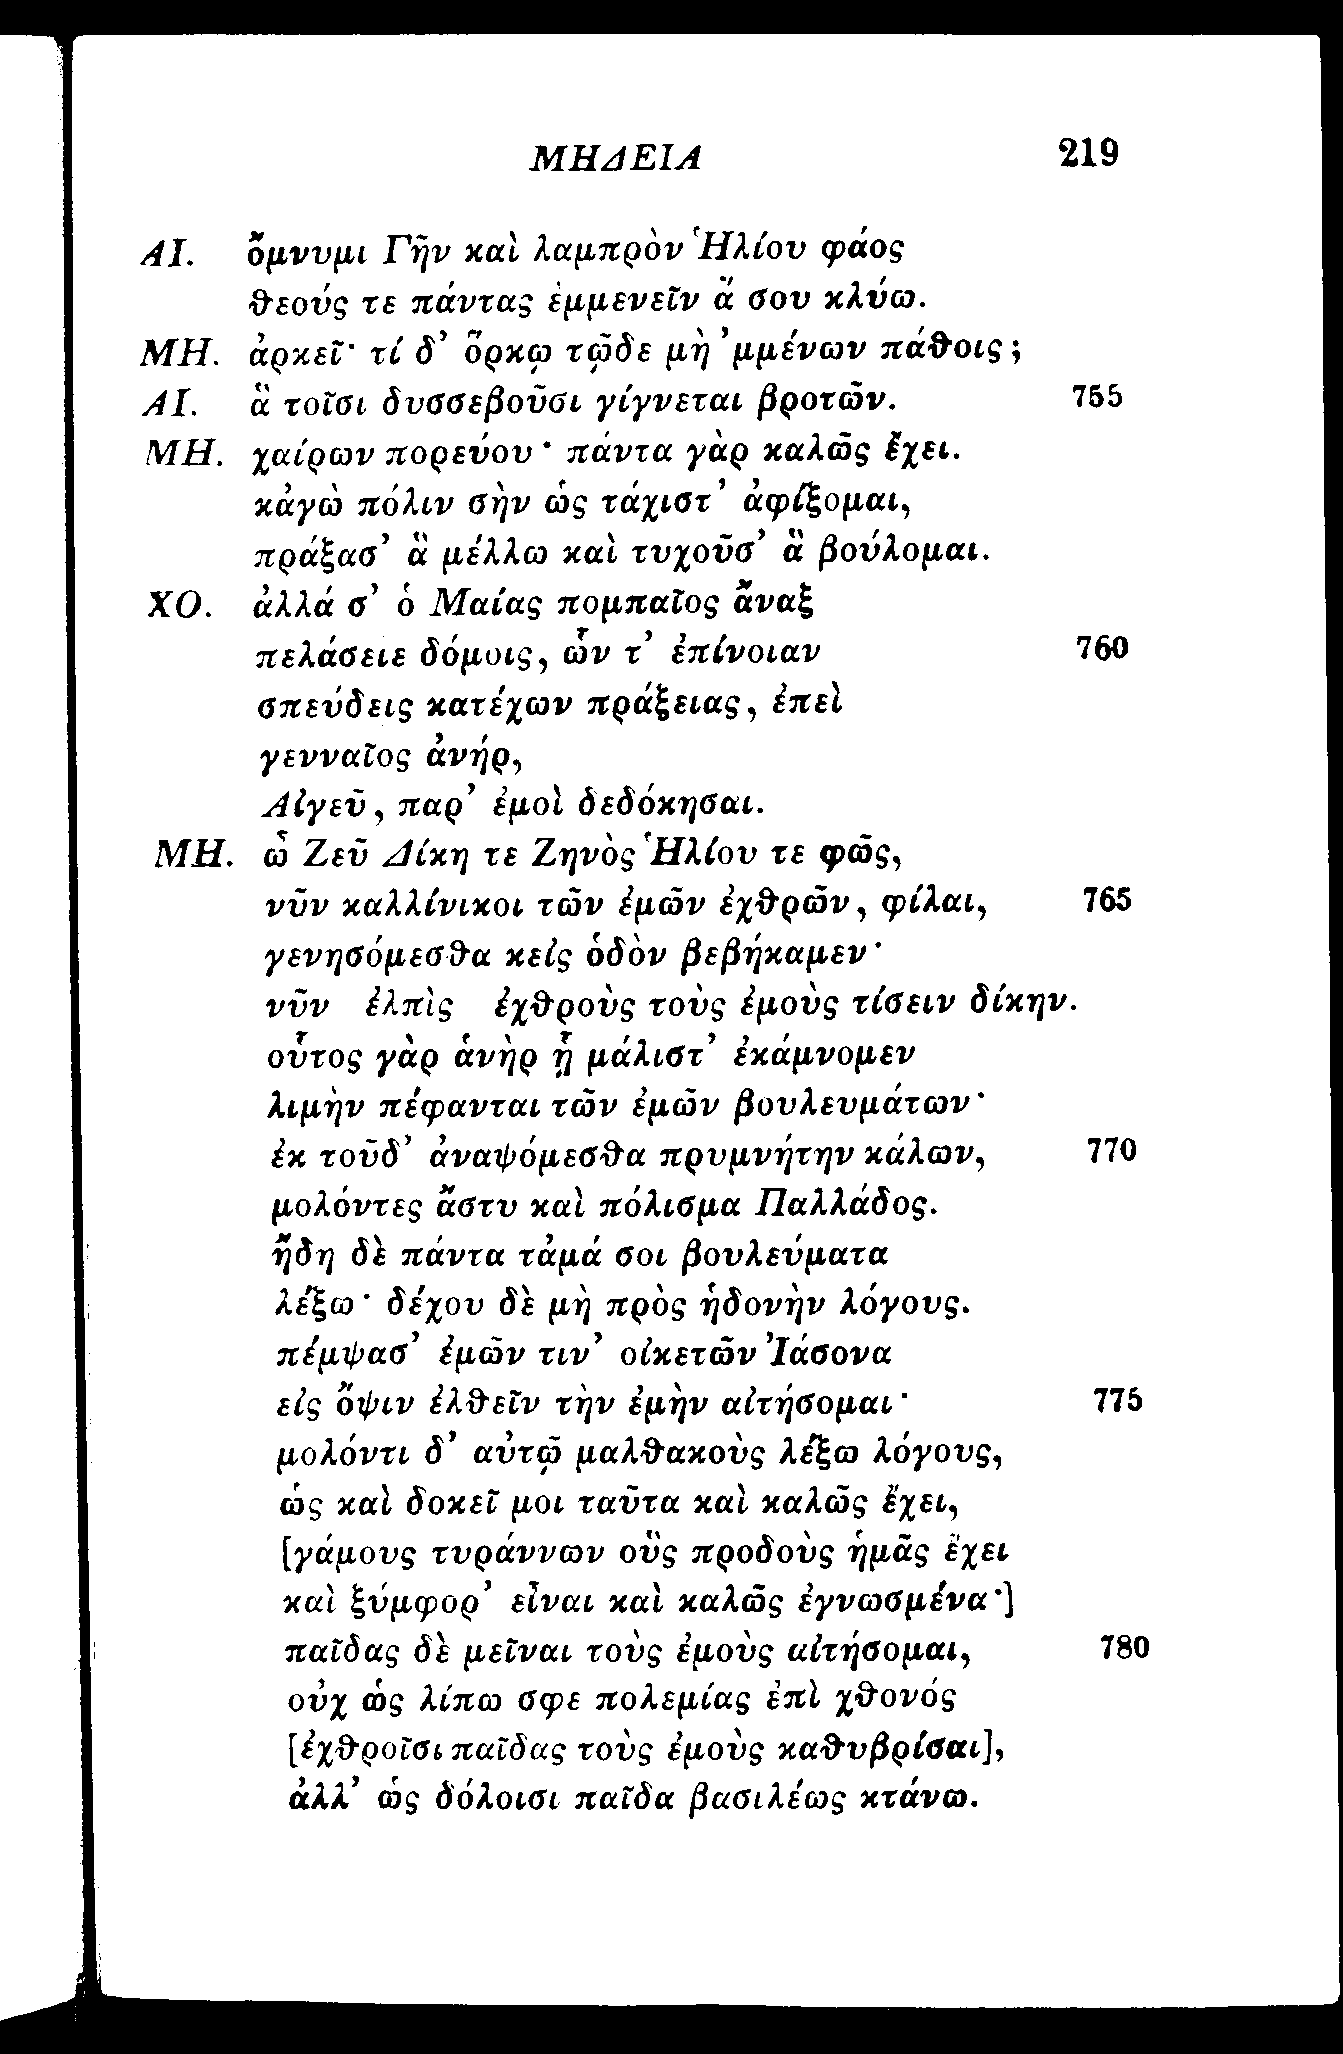 ΜΗΔΕΙΑ 219
ΑΙ. ὄμνυμι Γῆν καὶ λαμπρὸν Ἡλίου φάος
θεούς τε πάντας ἐμμενεῖν ἅ σου κλύω.
ΜΗ. ἀρκεῖ· τί δ’ ὅρκῳ τῷδε μὴ ’μμένων πάθοις;
ΑΙ. ἃ τοῖσι δυσσεβοῦσι γίγνεται βροτῶν. 755
ΜΗ. χαίρων πορεύου· πάντα γὰρ καλῶς ἔχει.
κἀγὼ πόλιν σὴν ὡς τάχιστ’ ἀφίξομαι,
πράξασ’ ἃ μέλλω καὶ τυχοῦσ’ ἃ βούλομαι.
ΧΟ. ἀλλά σ’ ὁ Μαίας πομπαῖος ἄναξ
πελάσειε δόμοις, ὧν τ’ ἐπίνοιαν 760
σπεύδεις κατέχων πράξειας, ἐπεὶ
γενναῖος ἀνήρ,
Αἰγεῦ, παρ’ ἐμοὶ δεδόκησαι.
ΜΗ. ὦ Ζεῦ Δίκη τε Ζηνὸς Ἡλίου τε φῶς,
νῦν καλλίνικοι τῶν ἐμῶν ἐχθρῶν, φίλαι, 765
γενησόμεσθα κεἰς ὁδὸν βεβήκαμεν·
νῦν ἐλπὶς ἐχθροὺς τοὺς ἐμοὺς τίσειν δίκην.
οὗτος γὰρ ἁνὴρ ᾗ μάλιστ’ ἐκάμνομεν
λιμὴν πέφανται τῶν ἐμῶν βουλευμάτων·
ἐκ τοῦδ’ ἀναψόμεσθα πρυμνήτην κάλων, 770
μολόντες ἄστυ καὶ πόλισμα Παλλάδος.
ἤδη δὲ πάντα τἀμά σοι βουλεύματα
λέξω· δέχου δὲ μὴ πρὸς ἡδονὴν λόγους.
πέμψασ’ ἐμῶν τιν’ οἰκετῶν Ἰάσονα
εἰς ὄψιν ἐλθεῖν τὴν ἐμὴν αἰτήσομαι· 775
μολόντι δ’ αὐτῷ μαλθακοὺς λέξω λόγους,
ὡς καὶ δοκεῖ μοι ταῦτα καὶ καλῶς ἔχει,
[γάμους τυράννων οὓς προδοὺς ἡμᾶς ἔχει
καὶ ξύμφορ’ εἶναι καὶ καλῶς ἐγνωσμένα·]
παῖδας δὲ μεῖναι τοὺς ἐμοὺς αἰτήσομαι, 780
οὐχ ὡς λίπω σφε πολεμίας ἐπὶ χθονός
[ἐχθροῖσι παῖδας τοὺς ἐμοὺς καθυβρίσαι],
ἀλλ’ ὡς δόλοισι παῖδα βασιλέως κτάνω.